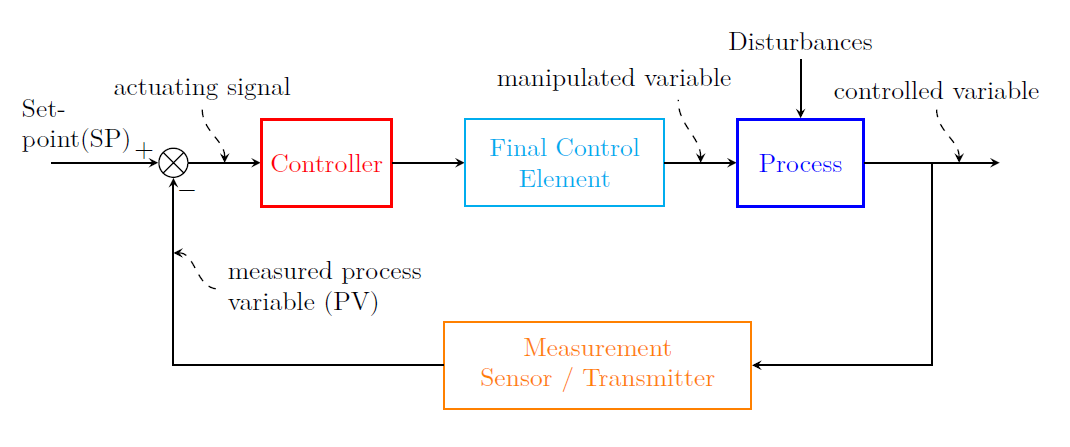 Disturbances
manipulated variable
actuating signal
controlled variable
Set-
point(SP)
+
−
Controller
Final Control
Element
Process
measured process
variable (PV)
Measurement
Sensor / Transmitter